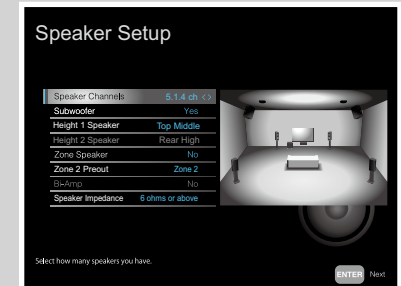 Speaker Setup
Speaker Channels 5.1.4 ch <>
Subwoofer Yes
Height 1 Speaker Top Middle
Height 2 Speaker Rear High
Zone Speaker No
Zone 2 Preout Zone 2
Bi-Amp No
Speaker Impedance 6 ohms or above
Select how many speakers you have.
ENTER Next